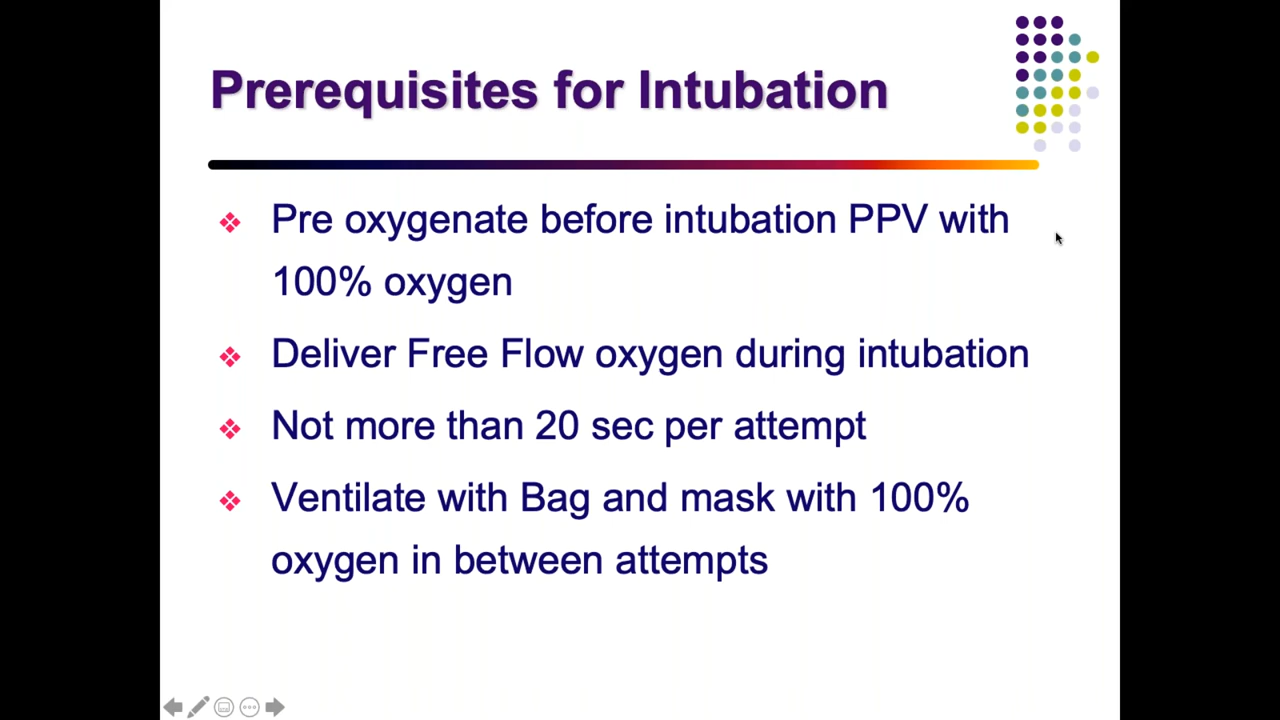 Prerequisites for Intubation
Pre oxygenate before intubation PPV with
100% oxygen
Deliver Free Flow oxygen during intubation
Not more than 20 sec per attempt
Ventilate with Bag and mask with 100%
oxygen in between attempts